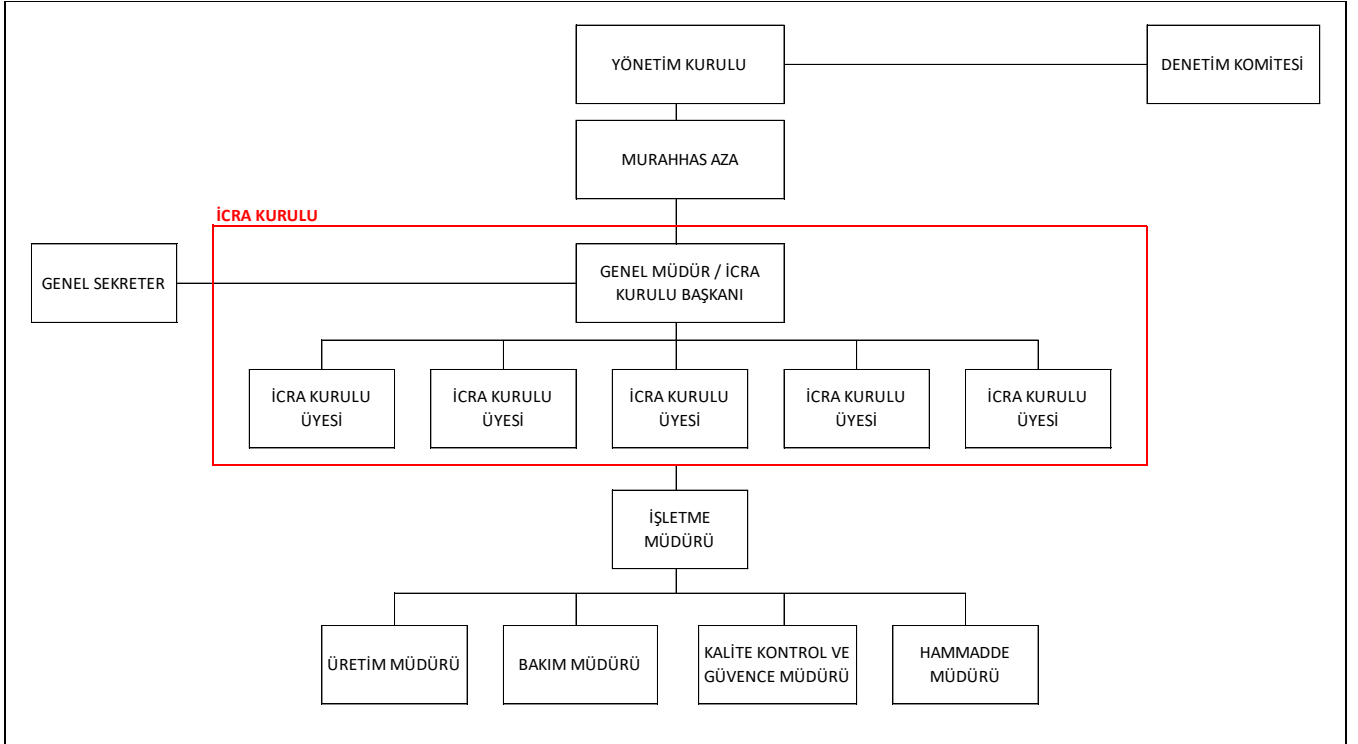 YÖNETİM KURULU
DENETİM KOMİTESİ
MURAHHAS AZA
İCRA KURULU
GENEL SEKRETER
GENEL MÜDÜR / İCRA
KURULU BAŞKANI
İCRA KURULU
ÜYESİ
İCRA KURULU
ÜYESİ
İCRA KURULU
ÜYESİ
İCRA KURULU
ÜYESİ
İCRA KURULU
ÜYESİ
İŞLETME
MÜDÜRÜ
ÜRETİM MÜDÜRÜ
BAKIM MÜDÜRÜ
KALİTE KONTROL VE
GÜVENCE MÜDÜRÜ
HAMMADDE
MÜDÜRÜ